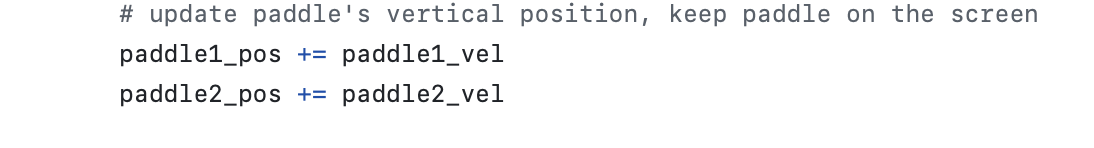 # update paddle's vertical position, keep paddle on the screen
paddle1_pos += paddle1_vel
paddle2_pos += paddle2_vel